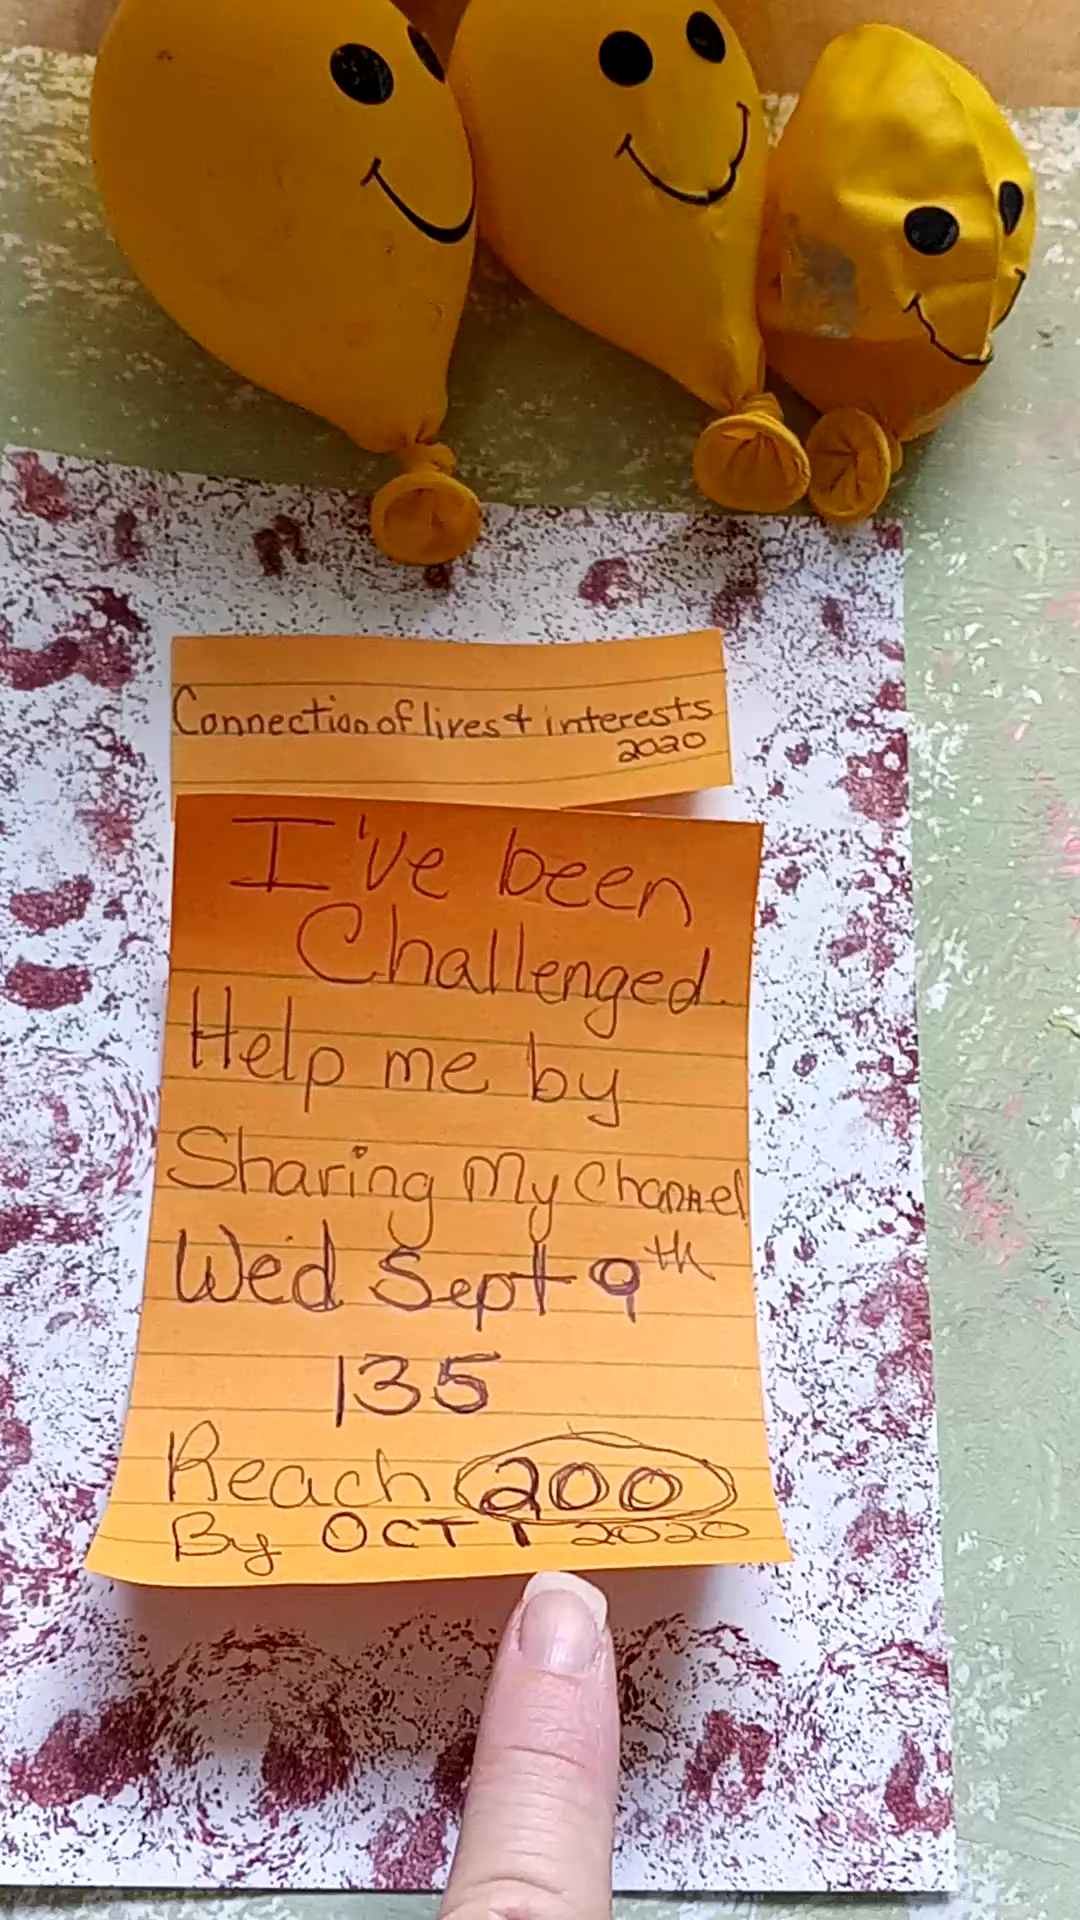 Connection of lives & interests
2020
I've been
Challenged.
Help me by
Sharing My Channel
Wed Sept 9th
135
Reach 200
By OCT 1 2020